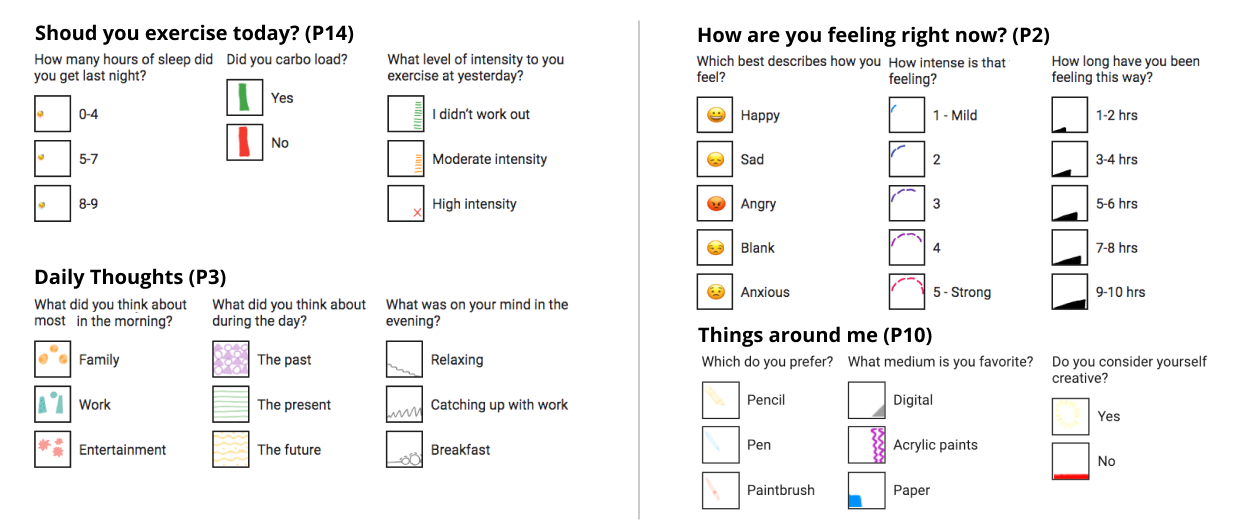 Shoud you exercise today? (P14)
How many hours of sleep did
you get last night?
0-4
5-7
8-9
Did you carbo load?
Yes
No
What level of intensity to you
exercise at yesterday?
I didn't work out
Moderate intensity
High intensity
Daily Thoughts (P3)
What did you think about
most in the morning?
Family
Work
Entertainment
What did you think about
during the day?
The past
The present
The future
What was on your mind in the
evening?
Relaxing
Catching up with work
Breakfast
How are you feeling right now? (P2)
Which best describes how you
feel?
Happy
Sad
Angry
Blank
Anxious
How intense is that
feeling?
1 - Mild
2
3
4
5 - Strong
How long have you been
feeling this way?
1-2 hrs
3-4 hrs
5-6 hrs
7-8 hrs
9-10 hrs
Things around me (P10)
Which do you prefer?
Pencil
Pen
Paintbrush
What medium is you favorite?
Digital
Acrylic paints
Paper
Do you consider yourself
creative?
Yes
No